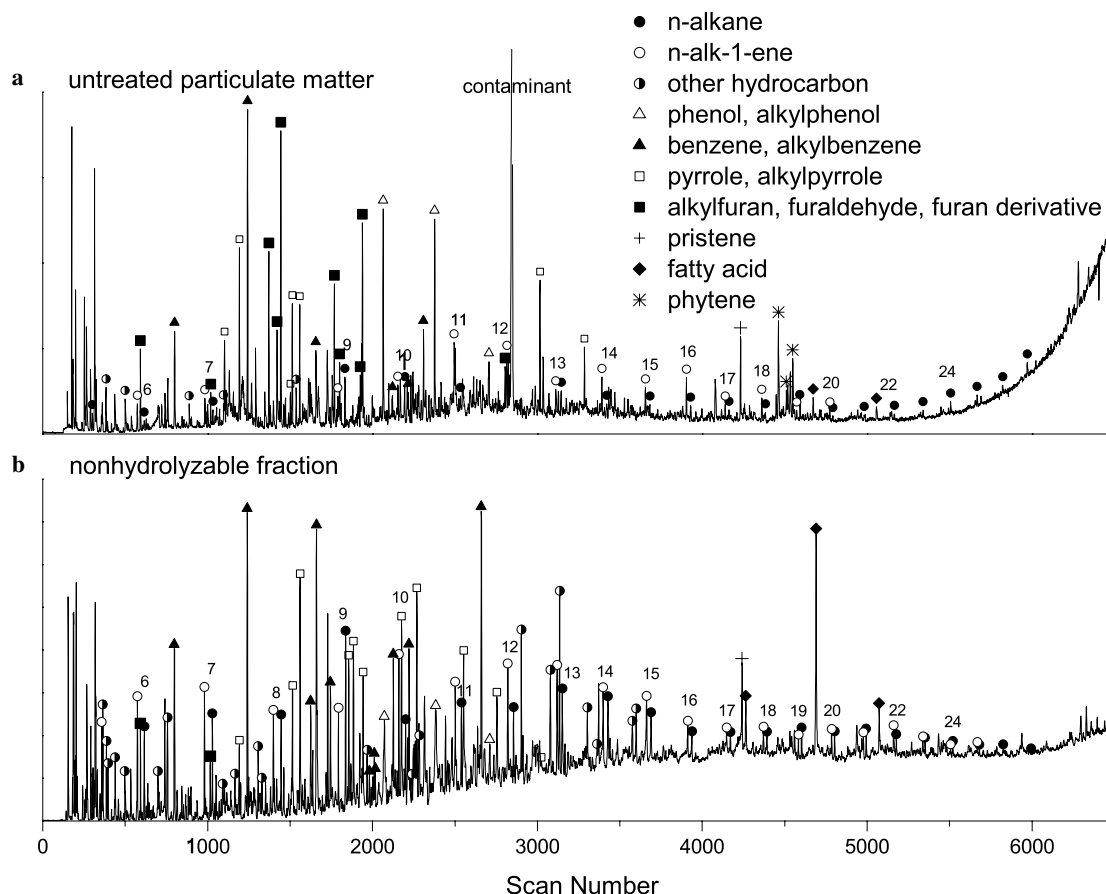 n-alkane
n-alk-1-ene
other hydrocarbon
phenol, alkylphenol
benzene, alkylbenzene
pyrrole, alkylpyrrole
alkylfuran, furaldehyde, furan derivative
pristene
fatty acid
phytene
a untreated particulate matter
contaminant
6 7 9 10 11 12 13 14 15 16 17 18 20 22 24
b nonhydrolyzable fraction
6 7 8 9 10 11 12 13 14 15 16 17 18 19 20 22 24
0 1000 2000 3000 4000 5000 6000
Scan Number